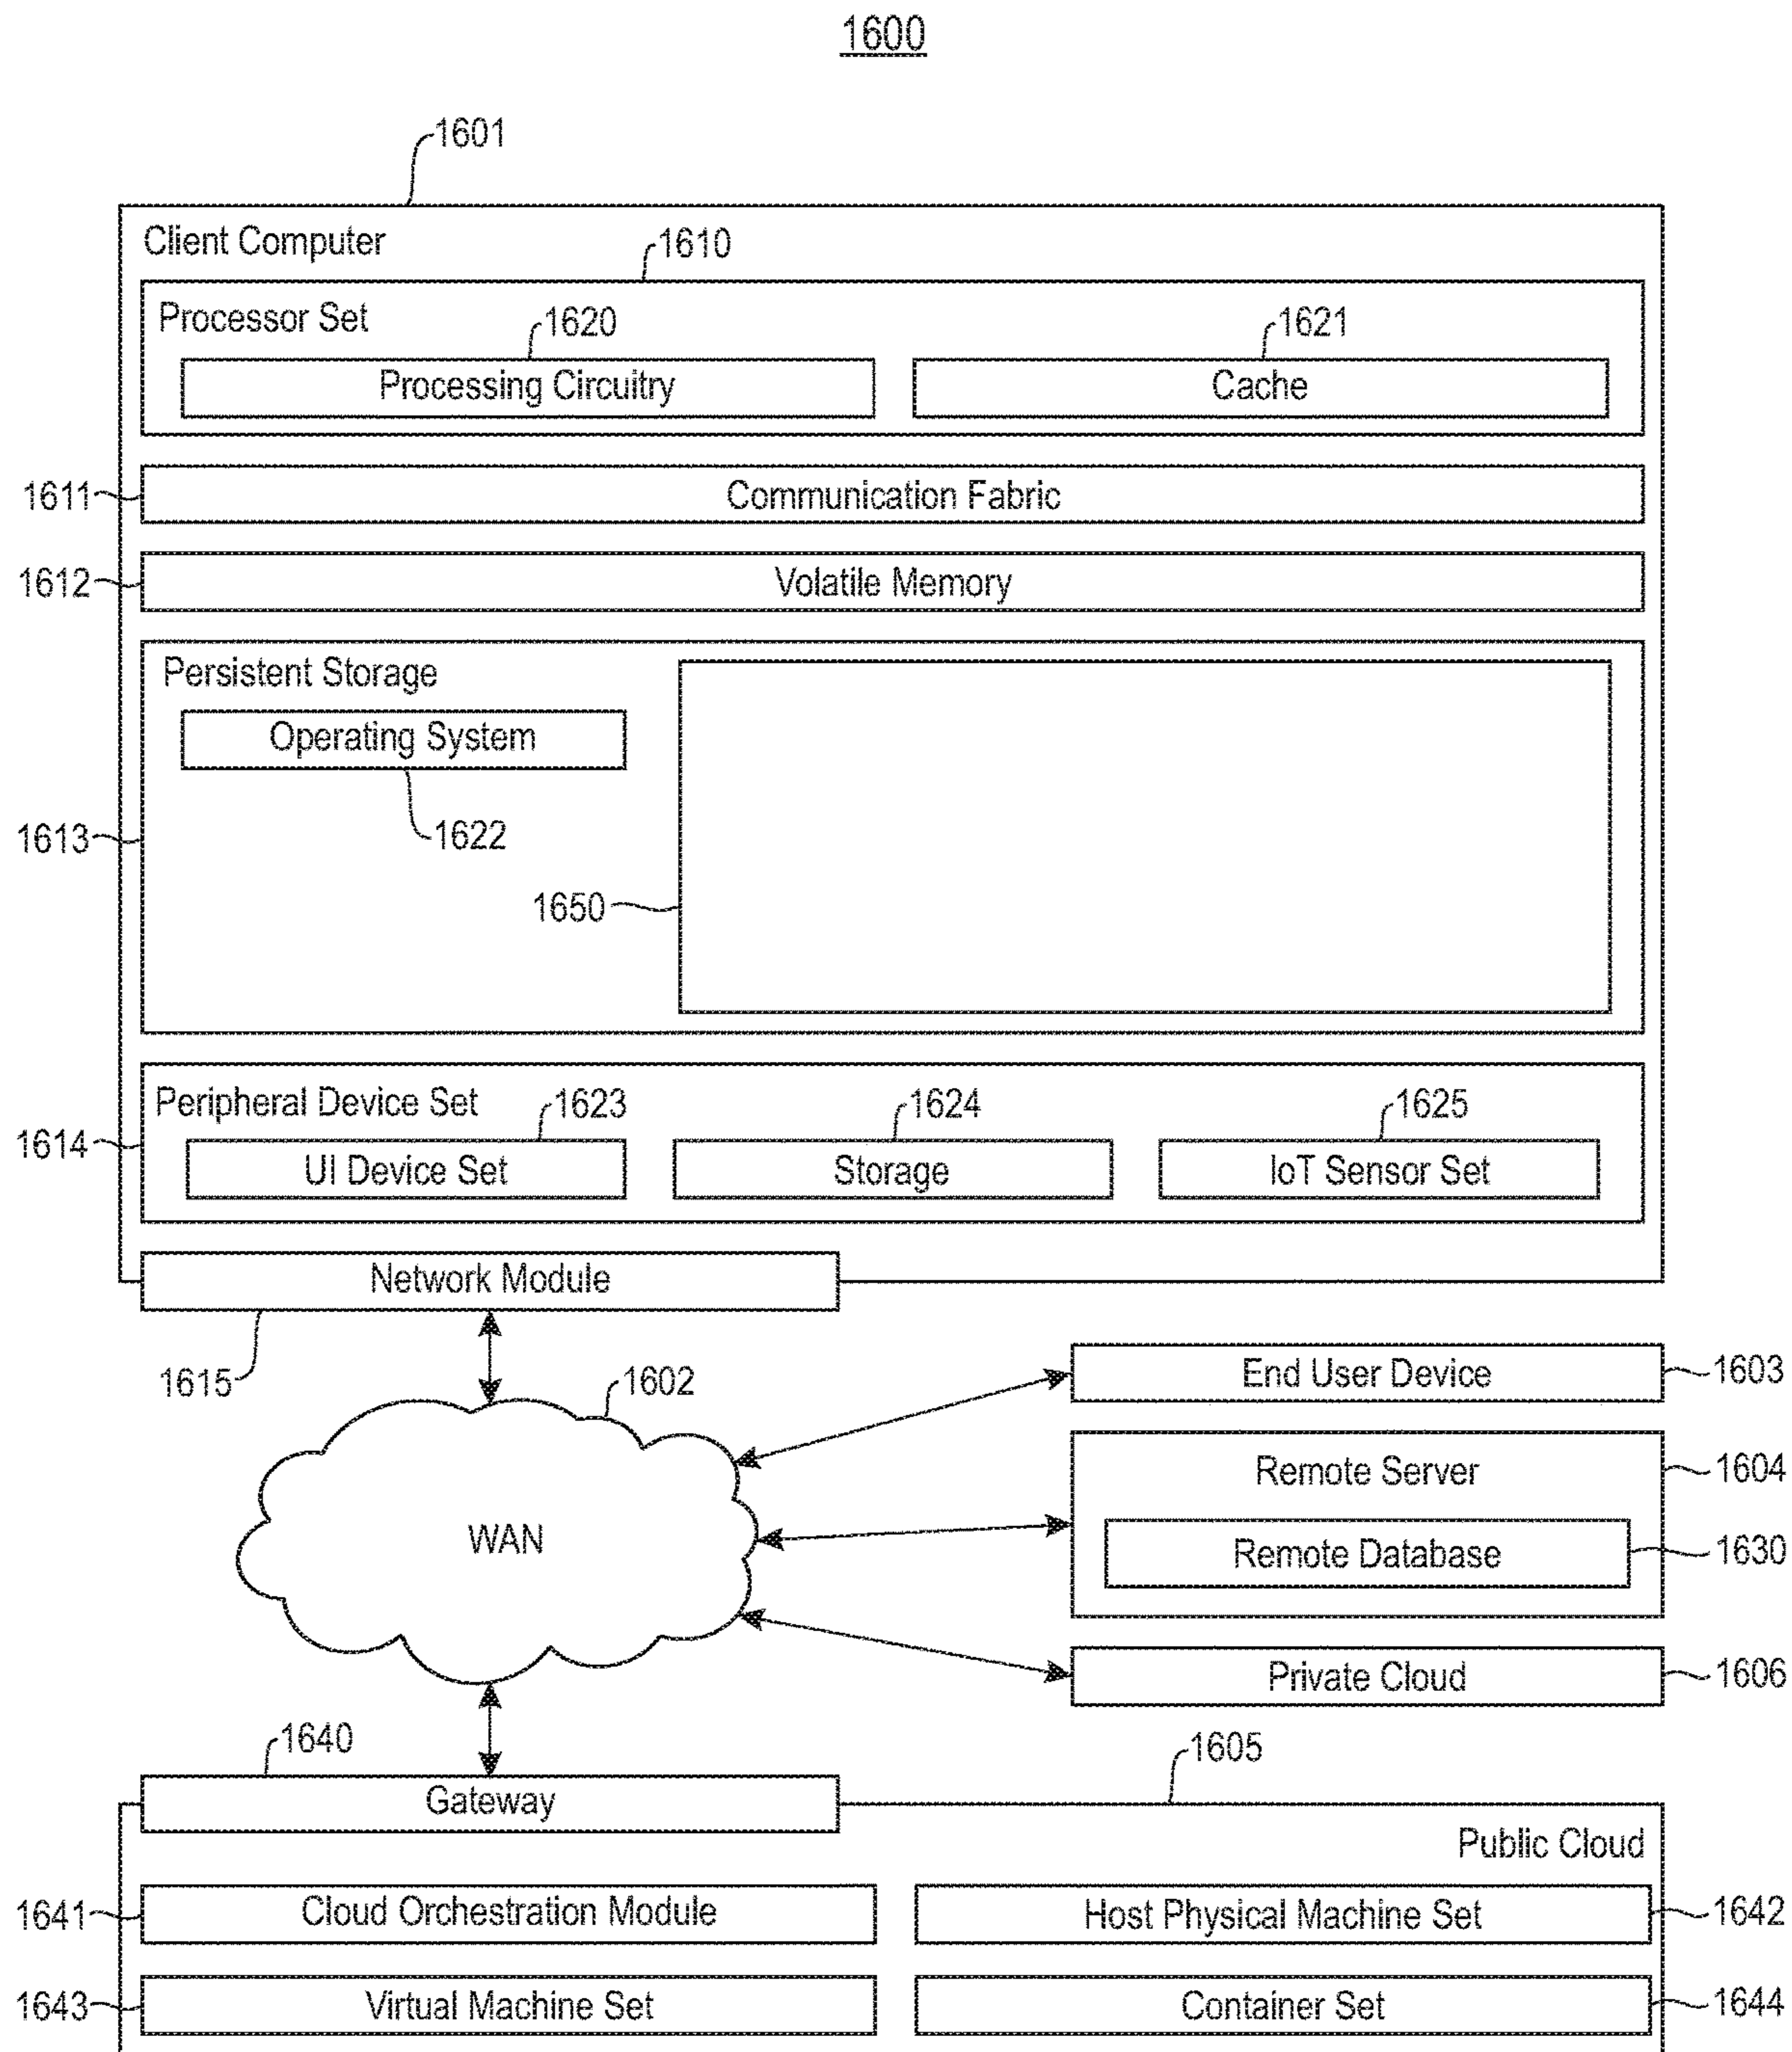 1600
1601
Client Computer
1610
Processor Set
1620
1621
Processing Circuitry
Cache
1611
Communication Fabric
1612
Volatile Memory
Persistent Storage
Operating System
1622
1613
1650
Peripheral Device Set
1623
1624
1625
1614
UI Device Set
Storage
IoT Sensor Set
Network Module
1615
1602
End User Device
1603
Remote Server
1604
WAN
Remote Database
1630
Private Cloud
1606
1640
1605
Gateway
Public Cloud
1641
Cloud Orchestration Module
Host Physical Machine Set
1642
1643
Virtual Machine Set
Container Set
1644